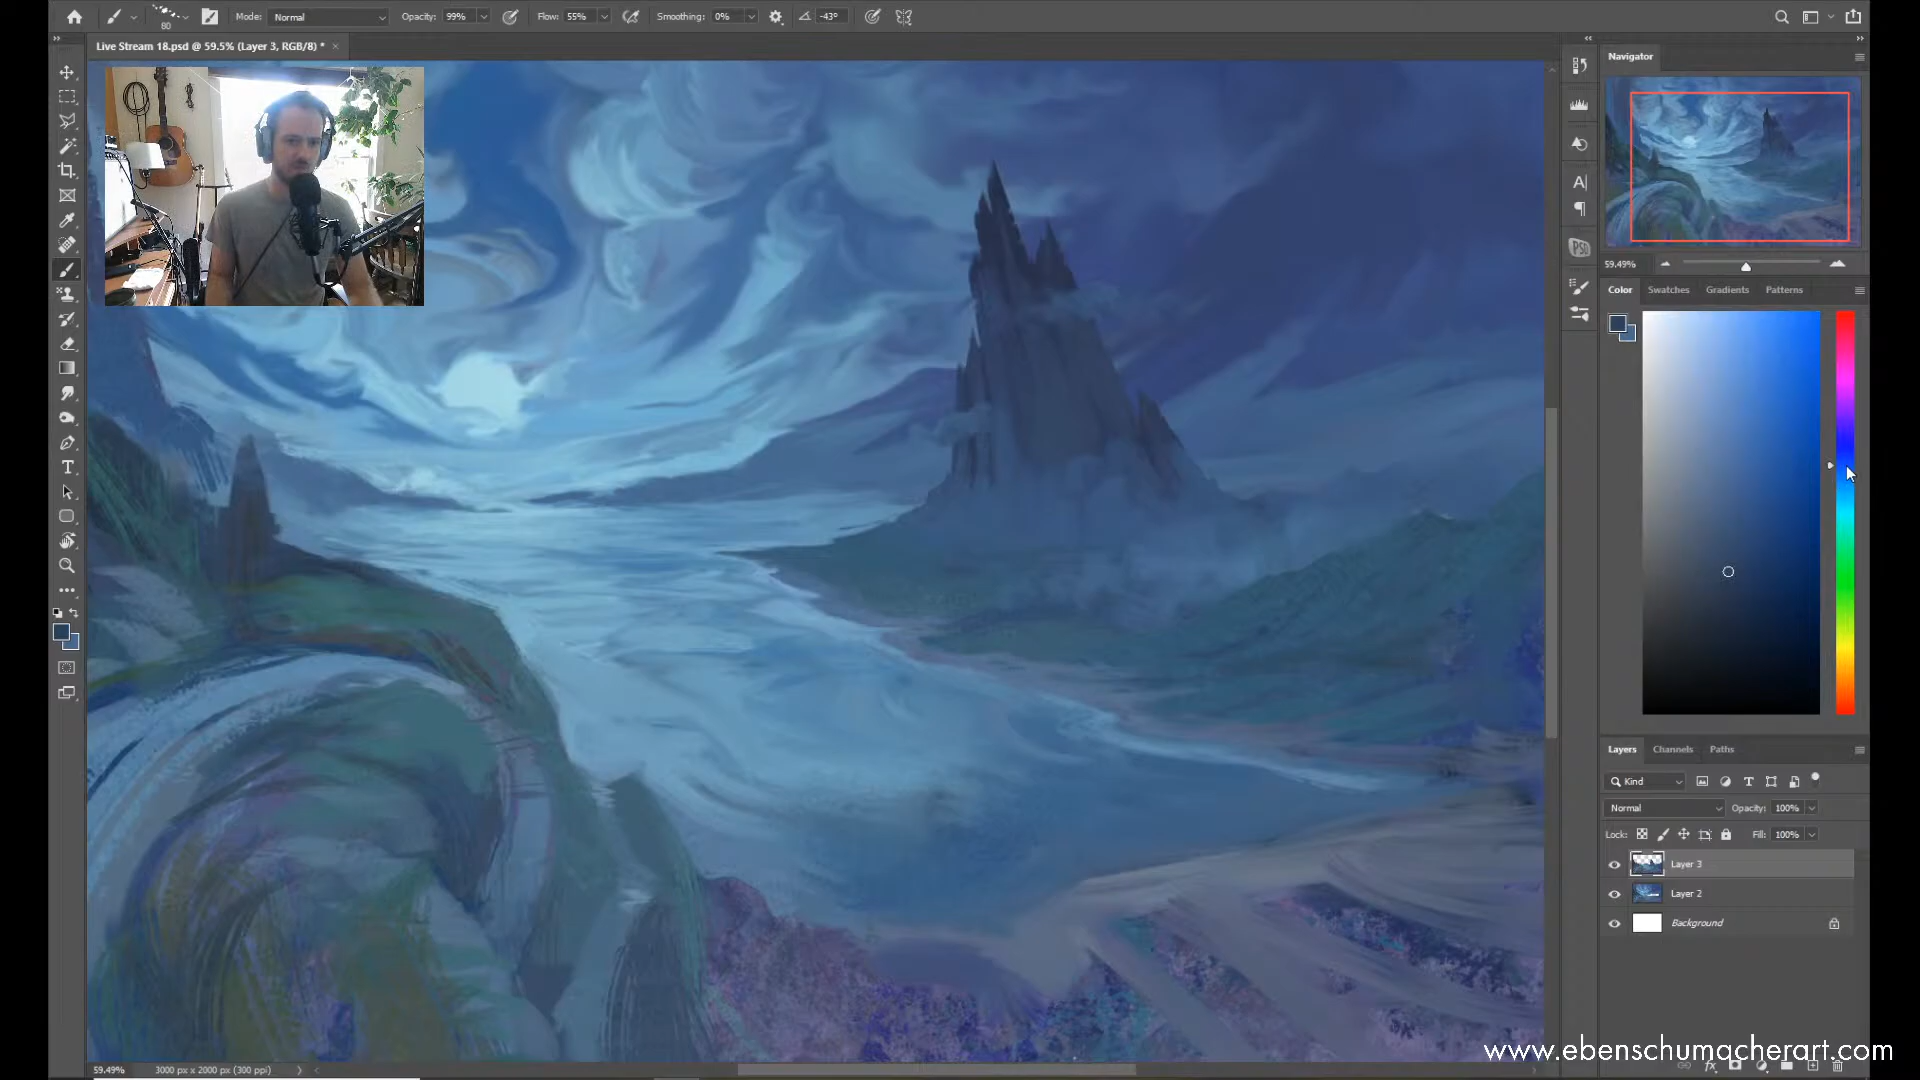 Mode: Normal Opacity: 99% Flow: 55% Smoothing: 0% -43°
80
Live Stream 18.psd @ 59.5% (Layer 3, RGB/8) *
Navigator
59.49%
Color Swatches Gradients Patterns
Layers Channels Paths
Kind
Normal Opacity: 100%
Lock: Fill: 100%
Layer 3
Layer 2
Background
www.ebenschumacherart.com
59.49% 3000 px x 2000 px (300 ppi)